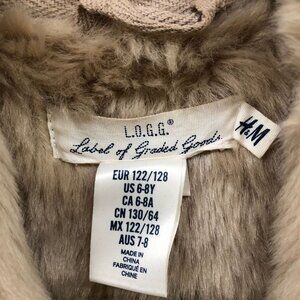 L.O.G.G.®
Label of Graded Goods
H&M
EUR 122/128
US 6-8Y
CA 6-8A
CN 130/64
MX 122/128
AUS 7-8
MADE IN
CHINA
FABRIQUÉ EN
CHINE